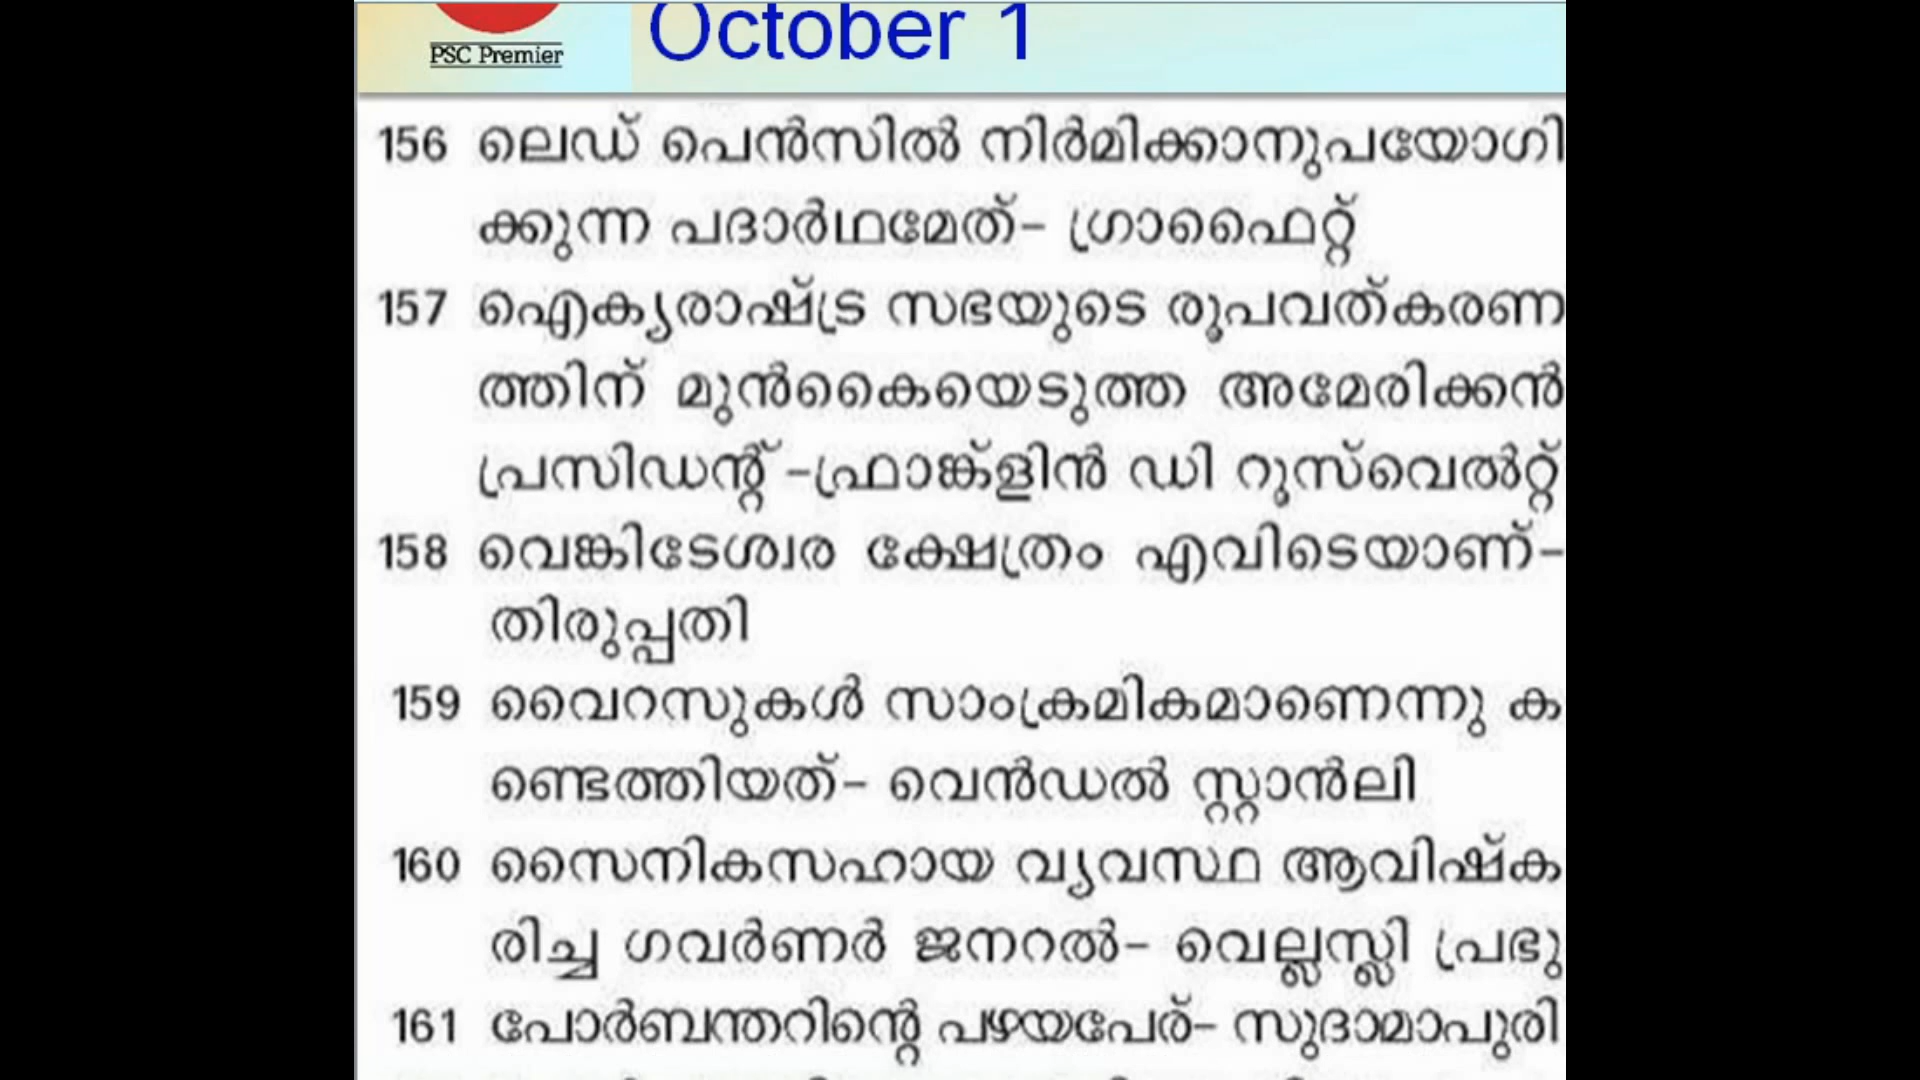 PSC Premier
October 1
156 ലെഡ് പെൻസിൽ നിർമിക്കാനുപയോഗി
ക്കുന്ന പദാർഥമേത്- ഗ്രാഫൈറ്റ്
157 ഐക്യരാഷ്ട്ര സഭയുടെ രൂപവത്കരണ
ത്തിന് മുൻകൈയെടുത്ത അമേരിക്കൻ
പ്രസിഡന്റ് -ഫ്രാങ്ക്ളിൻ ഡി റൂസ്‌വെൽറ്റ്
158 വെങ്കിടേശ്വര ക്ഷേത്രം എവിടെയാണ്-
തിരുപ്പതി
159 വൈറസുകൾ സാംക്രമികമാണെന്നു ക
ണ്ടെത്തിയത്- വെൻഡൽ സ്റ്റാൻലി
160 സൈനികസഹായ വ്യവസ്ഥ ആവിഷ്ക
രിച്ച ഗവർണർ ജനറൽ- വെല്ലസ്ലി പ്രഭു
161 പോർബന്തറിന്റെ പഴയപേര്- സുദാമാപുരി